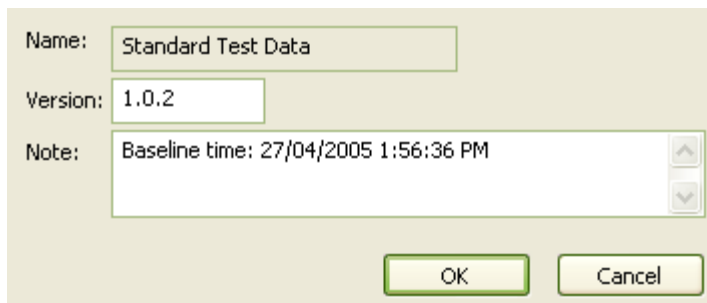 Name: Standard Test Data
Version: 1.0.2
Note: Baseline time: 27/04/2005 1:56:36 PM
OK Cancel